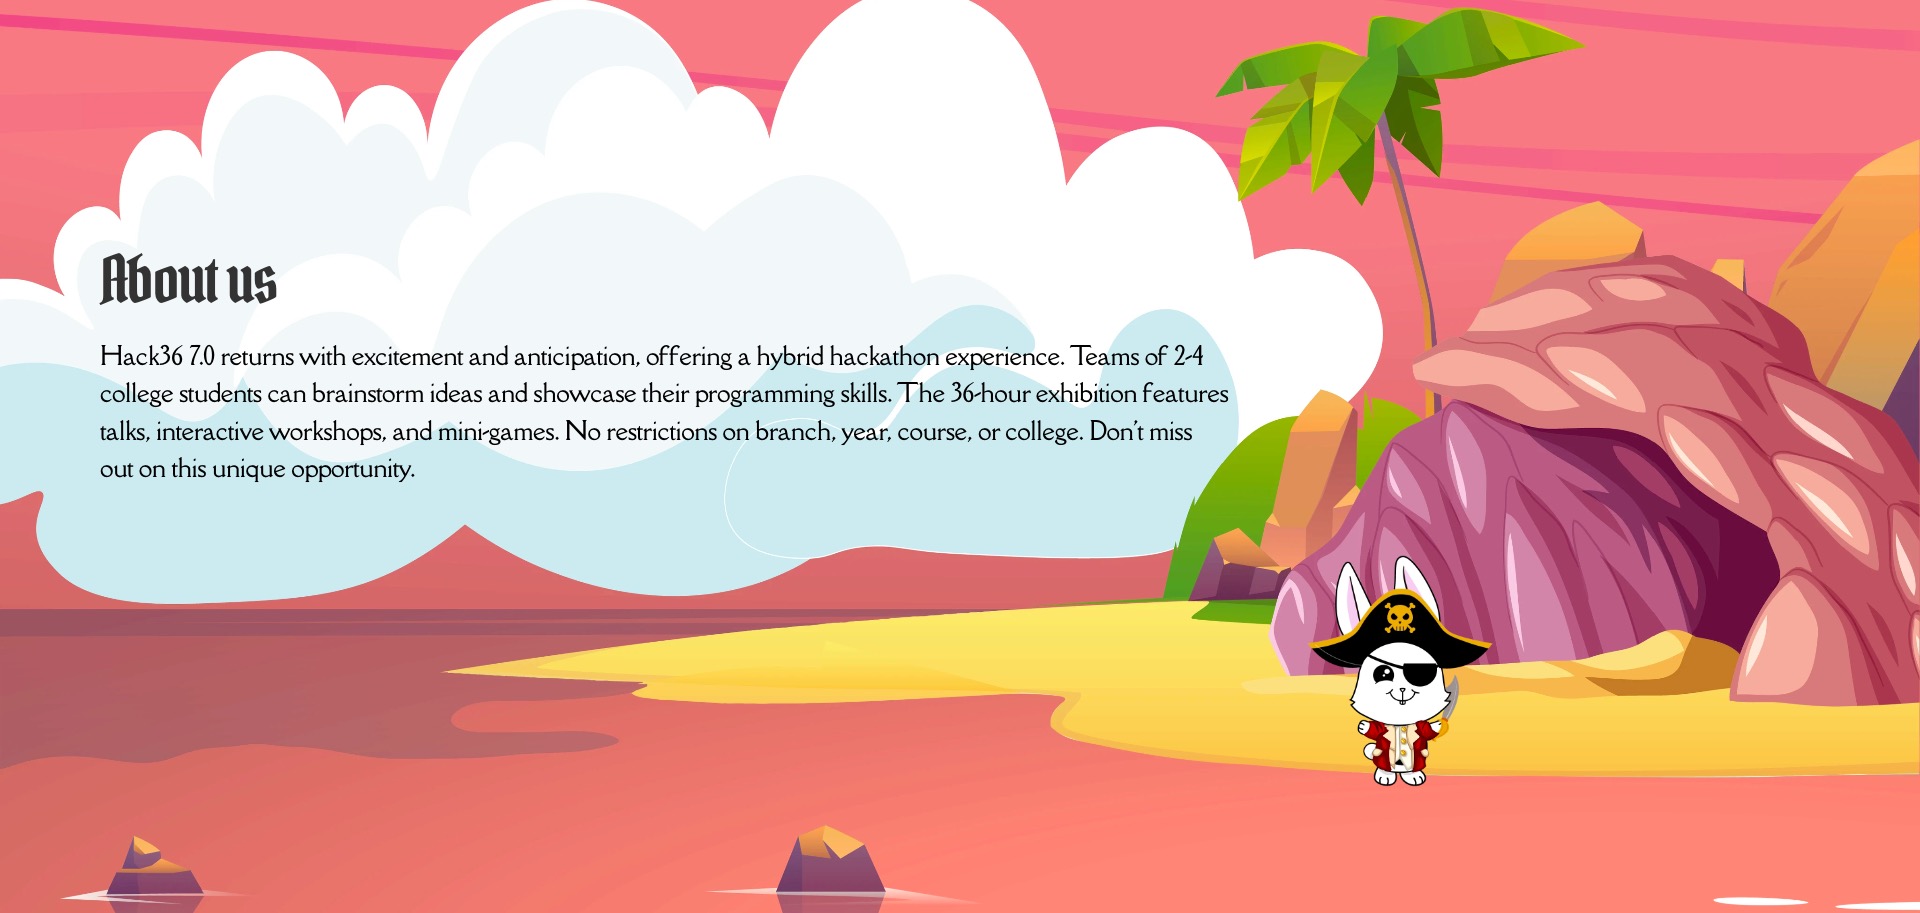 About us
Hack36 7.0 returns with excitement and anticipation, offering a hybrid hackathon experience. Teams of 2-4
college students can brainstorm ideas and showcase their programming skills. The 36-hour exhibition features
talks, interactive workshops, and mini-games. No restrictions on branch, year, course, or college. Don't miss
out on this unique opportunity.